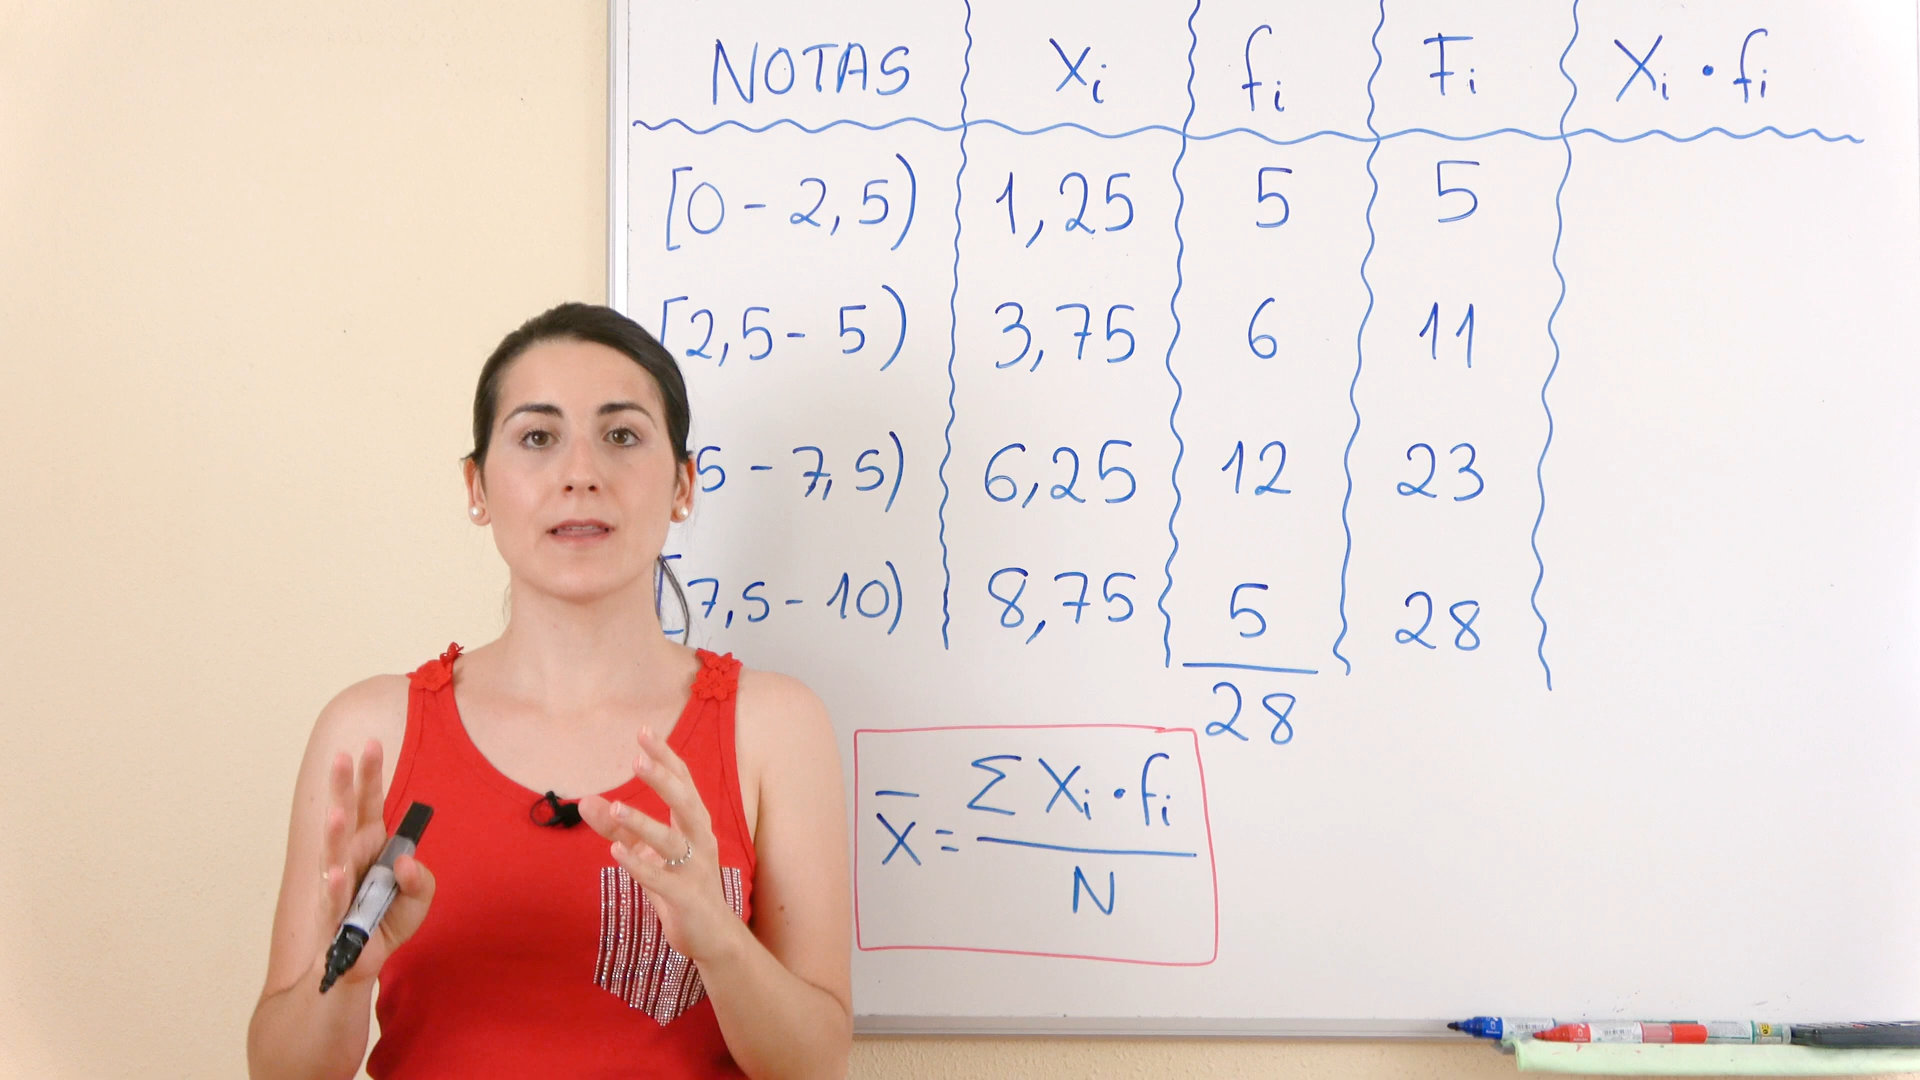 NOTAS Xi fi Fi Xi · fi
[0 - 2,5) 1,25 5 5
[2,5 - 5) 3,75 6 11
5 - 7,5) 6,25 12 23
[7,5 - 10) 8,75 5 28
28
x̄ = Σ Xi · fi
N